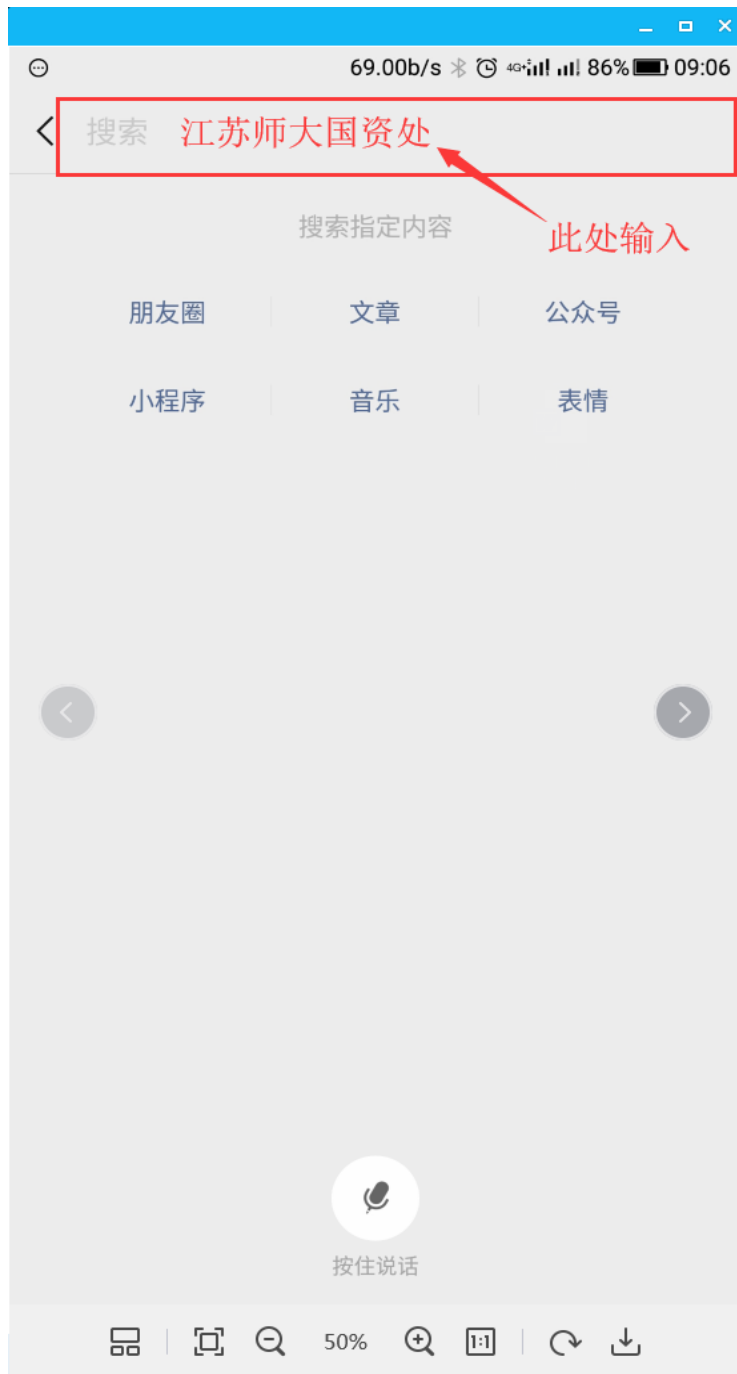 69.00b/s 4G+ 86% 09:06
搜索 江苏师大国资处
此处输入
搜索指定内容
朋友圈 文章 公众号
小程序 音乐 表情
按住说话
50% 1:1